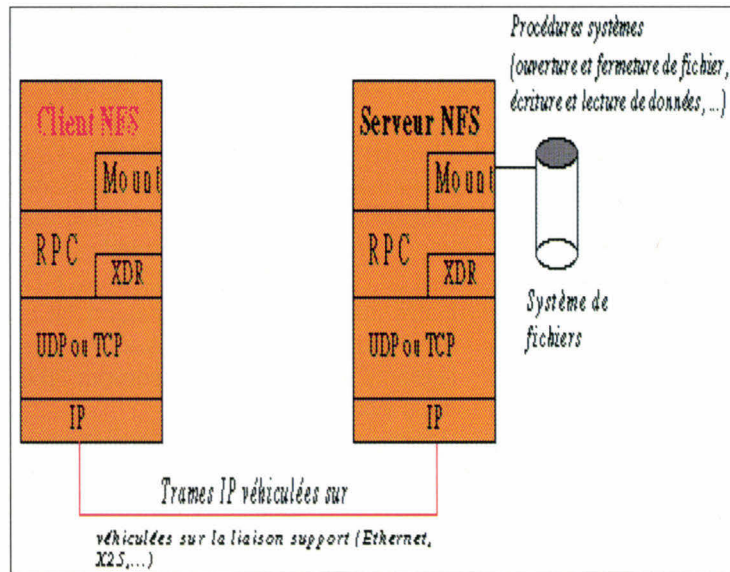 Procédures systèmes
(ouverture et fermeture de fichier,
écriture et lecture de données, ...)
Client NFS
Mount
RPC
XDR
UDP ou TCP
IP
Serveur NFS
Mount
RPC
XDR
UDP ou TCP
IP
Système de
fichiers
Trames IP véhiculées sur
véhiculées sur la liaison support (Ethernet,
X25,...)